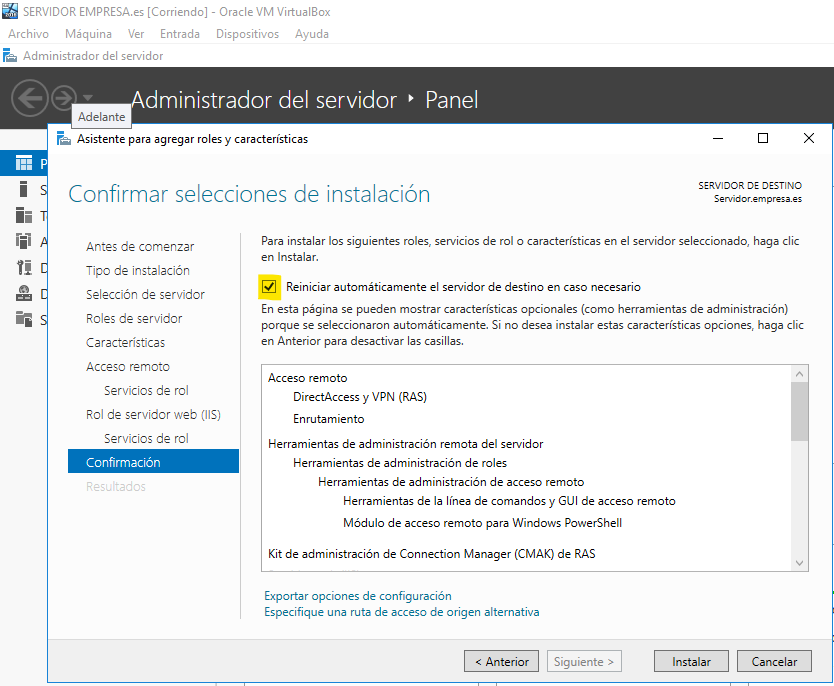 SERVIDOR EMPRESA.es [Corriendo] - Oracle VM VirtualBox
Archivo Máquina Ver Entrada Dispositivos Ayuda
Administrador del servidor
Administrador del servidor Panel
Adelante
Asistente para agregar roles y características
Confirmar selecciones de instalación
SERVIDOR DE DESTINO
Servidor.empresa.es
Antes de comenzar
Tipo de instalación
Selección de servidor
Roles de servidor
Características
Acceso remoto
Servicios de rol
Rol de servidor web (IIS)
Servicios de rol
Confirmación
Resultados
Para instalar los siguientes roles, servicios de rol o características en el servidor seleccionado, haga clic
en Instalar.
Reiniciar automáticamente el servidor de destino en caso necesario
En esta página se pueden mostrar características opcionales (como herramientas de administración)
porque se seleccionaron automáticamente. Si no desea instalar estas características opciones, haga clic
en Anterior para desactivar las casillas.
Acceso remoto
DirectAccess y VPN (RAS)
Enrutamiento
Herramientas de administración remota del servidor
Herramientas de administración de roles
Herramientas de administración de acceso remoto
Herramientas de la línea de comandos y GUI de acceso remoto
Módulo de acceso remoto para Windows PowerShell
Kit de administración de Connection Manager (CMAK) de RAS
Exportar opciones de configuración
Especifique una ruta de acceso de origen alternativa
< Anterior Siguiente > Instalar Cancelar